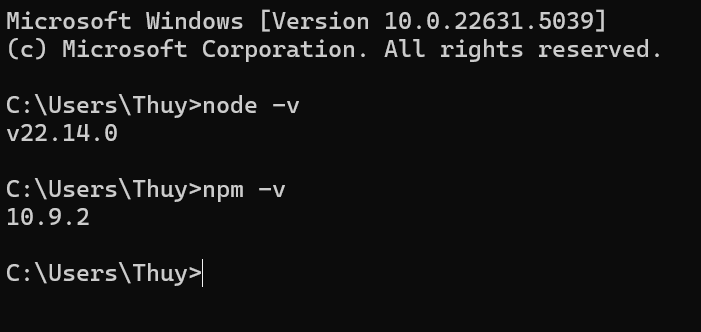 Microsoft Windows [Version 10.0.22631.5039]
(c) Microsoft Corporation. All rights reserved.
C:\Users\Thuy>node -v
v22.14.0
C:\Users\Thuy>npm -v
10.9.2
C:\Users\Thuy>